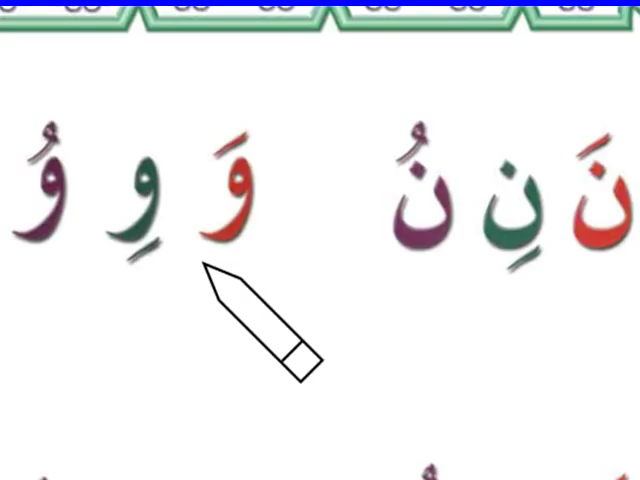 نَ نِ نُ وَ وِ وُ